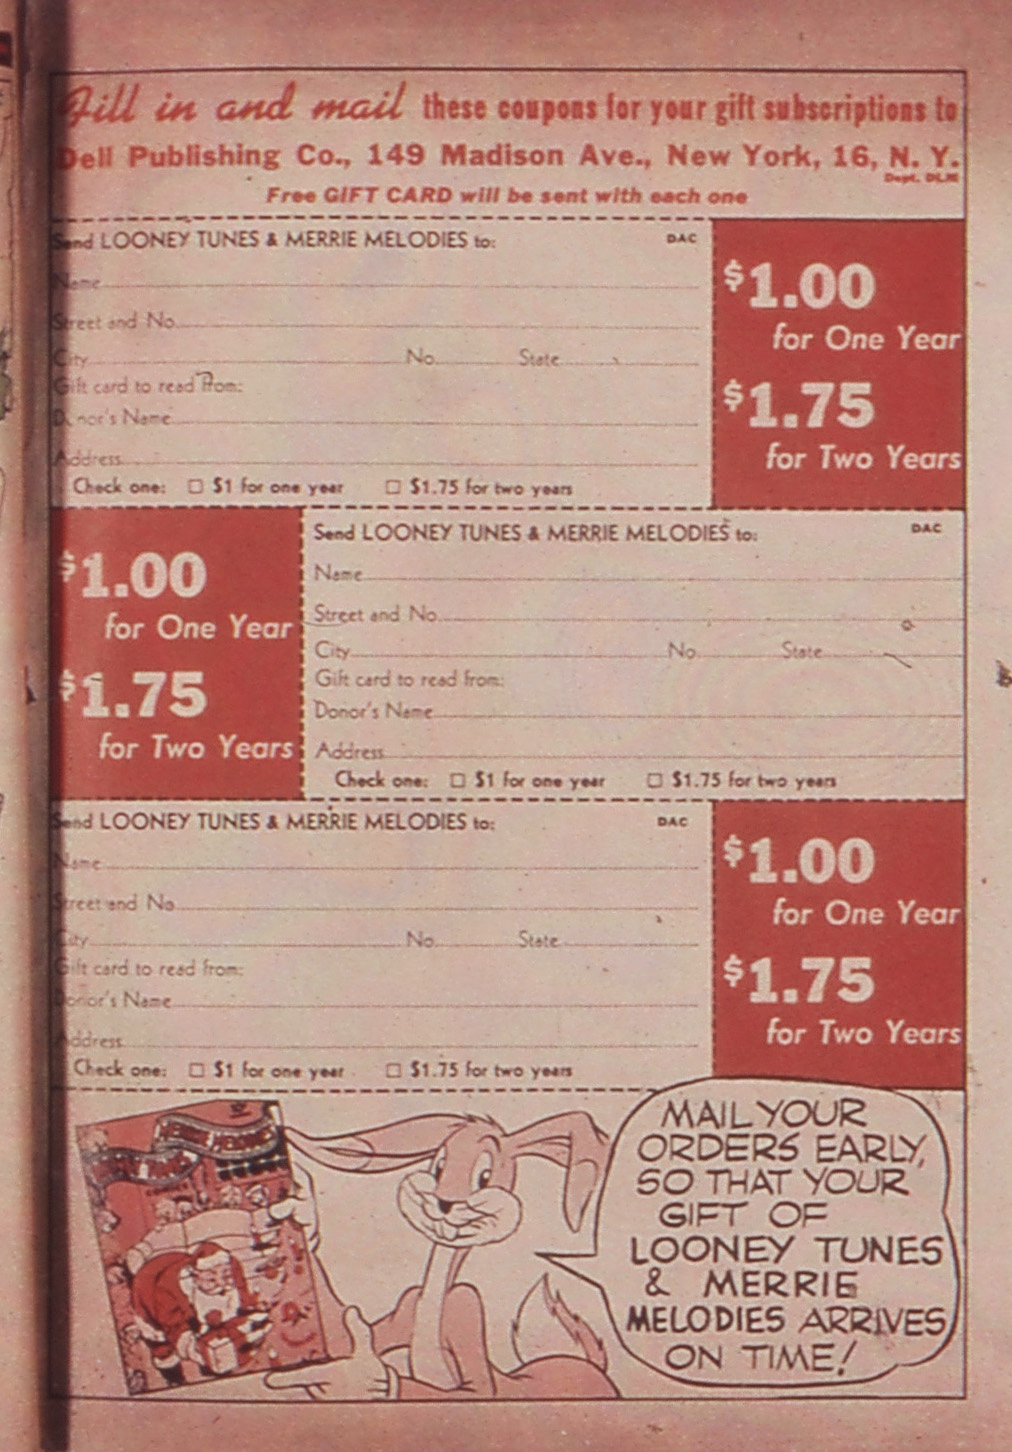 Fill in and mail these coupons for your gift subscriptions to
Dell Publishing Co., 149 Madison Ave., New York, 16, N. Y.
Dept. DLM
Free GIFT CARD will be sent with each one
Send LOONEY TUNES & MERRIE MELODIES to: DAC
Name
Street and No.
City No. State
Gift card to read from:
Donor's Name
Address
Check one: □ $1 for one year □ $1.75 for two years
$1.00
for One Year
$1.75
for Two Years
$1.00
for One Year
$1.75
for Two Years
Send LOONEY TUNES & MERRIE MELODIES to: DAC
Name
Street and No.
City No. State
Gift card to read from:
Donor's Name
Address
Check one: □ $1 for one year □ $1.75 for two years
Send LOONEY TUNES & MERRIE MELODIES to: DAC
Name
Street and No.
City No. State
Gift card to read from:
Donor's Name
Address
Check one: □ $1 for one year □ $1.75 for two years
$1.00
for One Year
$1.75
for Two Years
MAIL YOUR
ORDERS EARLY,
SO THAT YOUR
GIFT OF
LOONEY TUNES
& MERRIE
MELODIES ARRIVES
ON TIME!